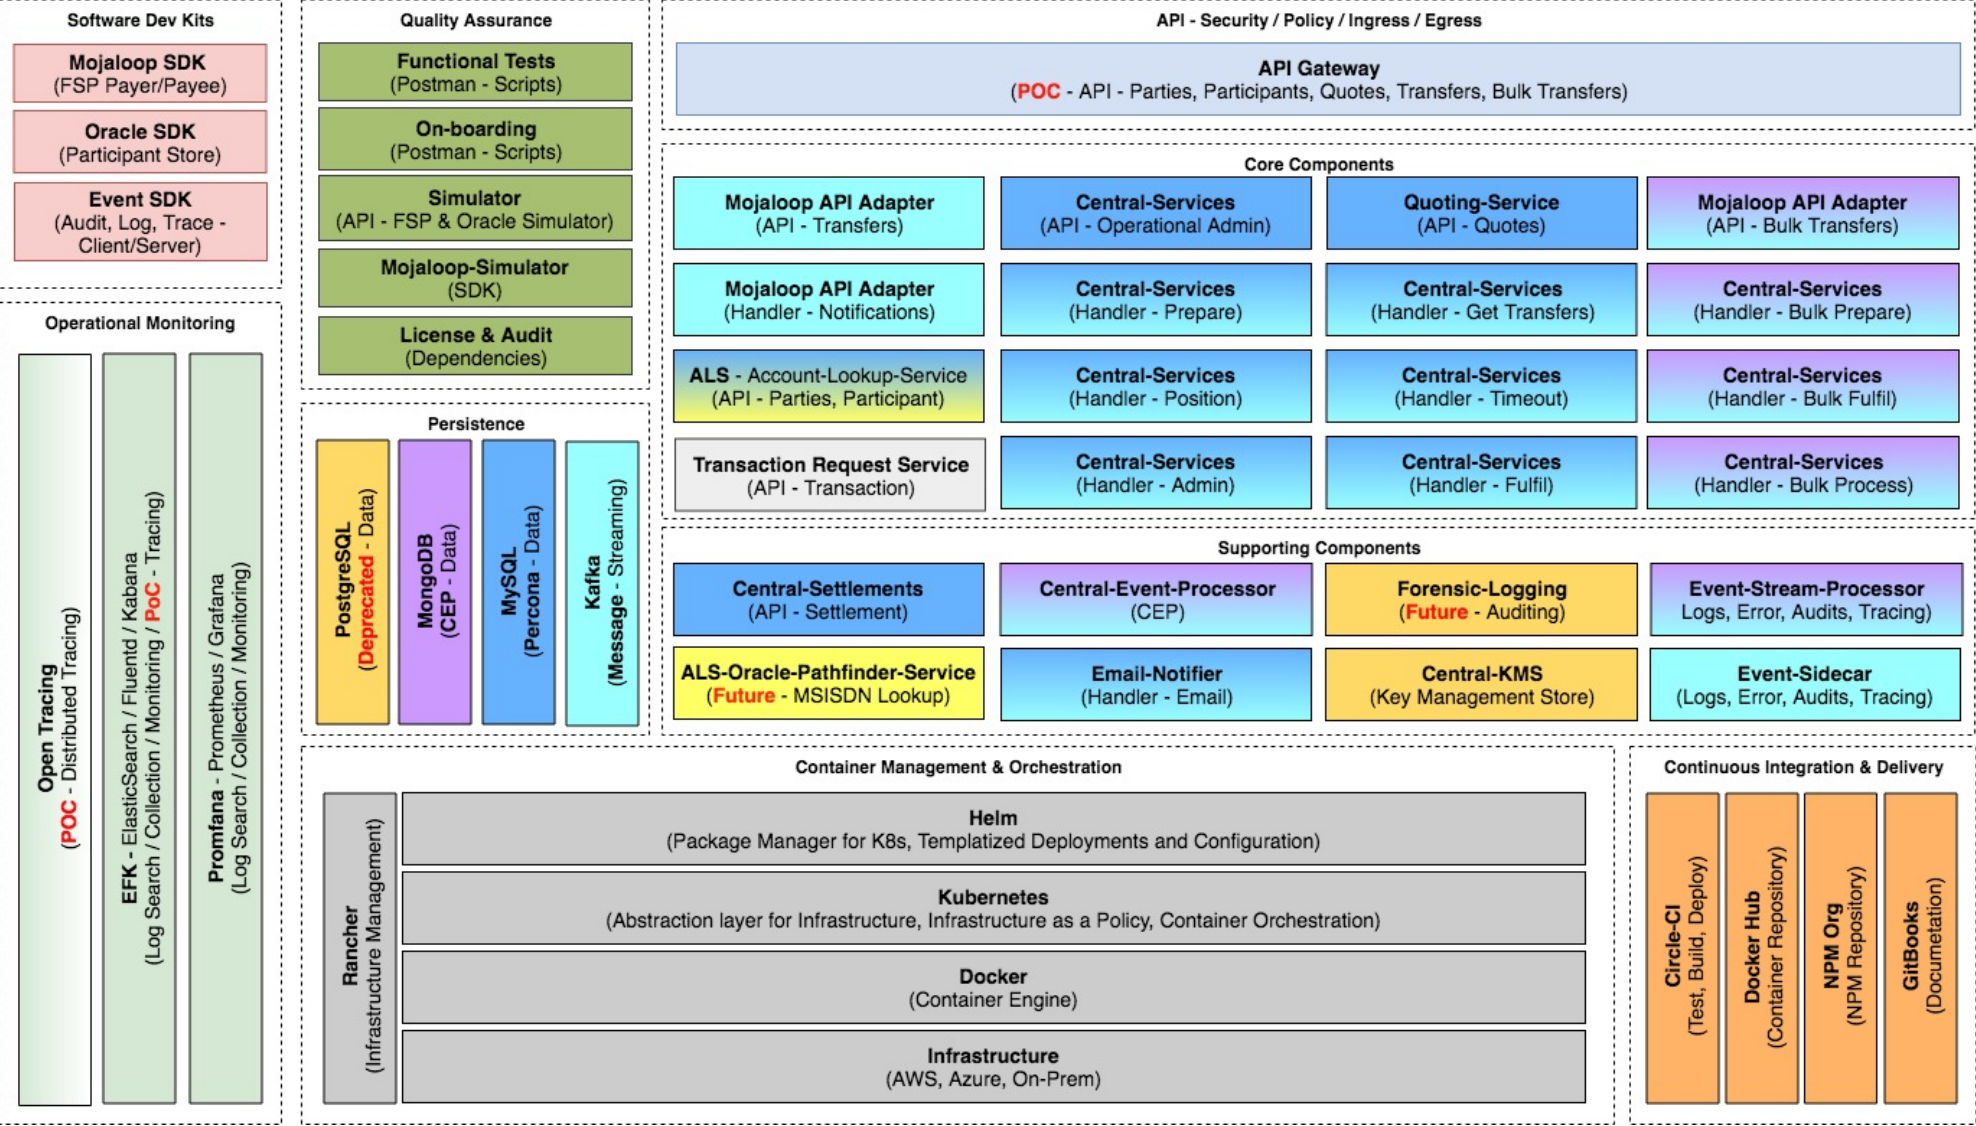 Software Dev Kits
Mojaloop SDK
(FSP Payer/Payee)
Oracle SDK
(Participant Store)
Event SDK
(Audit, Log, Trace -
Client/Server)
Operational Monitoring
Open Tracing
(POC - Distributed Tracing)
EFK - ElasticSearch / Fluentd / Kabana
(Log Search / Collection / Monitoring / PoC - Tracing)
Promfana - Prometheus / Grafana
(Log Search / Collection / Monitoring)
Quality Assurance
Functional Tests
(Postman - Scripts)
On-boarding
(Postman - Scripts)
Simulator
(API - FSP & Oracle Simulator)
Mojaloop-Simulator
(SDK)
License & Audit
(Dependencies)
Persistence
PostgreSQL
(Deprecated - Data)
MongoDB
(CEP - Data)
MySQL
(Percona - Data)
Kafka
(Message - Streaming)
API - Security / Policy / Ingress / Egress
API Gateway
(POC - API - Parties, Participants, Quotes, Transfers, Bulk Transfers)
Core Components
Mojaloop API Adapter
(API - Transfers)
Central-Services
(API - Operational Admin)
Quoting-Service
(API - Quotes)
Mojaloop API Adapter
(API - Bulk Transfers)
Mojaloop API Adapter
(Handler - Notifications)
Central-Services
(Handler - Prepare)
Central-Services
(Handler - Get Transfers)
Central-Services
(Handler - Bulk Prepare)
ALS - Account-Lookup-Service
(API - Parties, Participant)
Central-Services
(Handler - Position)
Central-Services
(Handler - Timeout)
Central-Services
(Handler - Bulk Fulfil)
Transaction Request Service
(API - Transaction)
Central-Services
(Handler - Admin)
Central-Services
(Handler - Fulfil)
Central-Services
(Handler - Bulk Process)
Supporting Components
Central-Settlements
(API - Settlement)
Central-Event-Processor
(CEP)
Forensic-Logging
(Future - Auditing)
Event-Stream-Processor
Logs, Error, Audits, Tracing)
ALS-Oracle-Pathfinder-Service
(Future - MSISDN Lookup)
Email-Notifier
(Handler - Email)
Central-KMS
(Key Management Store)
Event-Sidecar
(Logs, Error, Audits, Tracing)
Container Management & Orchestration
Rancher
(Infrastructure Management)
Helm
(Package Manager for K8s, Templatized Deployments and Configuration)
Kubernetes
(Abstraction layer for Infrastructure, Infrastructure as a Policy, Container Orchestration)
Docker
(Container Engine)
Infrastructure
(AWS, Azure, On-Prem)
Continuous Integration & Delivery
Circle-CI
(Test, Build, Deploy)
Docker Hub
(Container Repository)
NPM Org
(NPM Repository)
GitBooks
(Documetation)